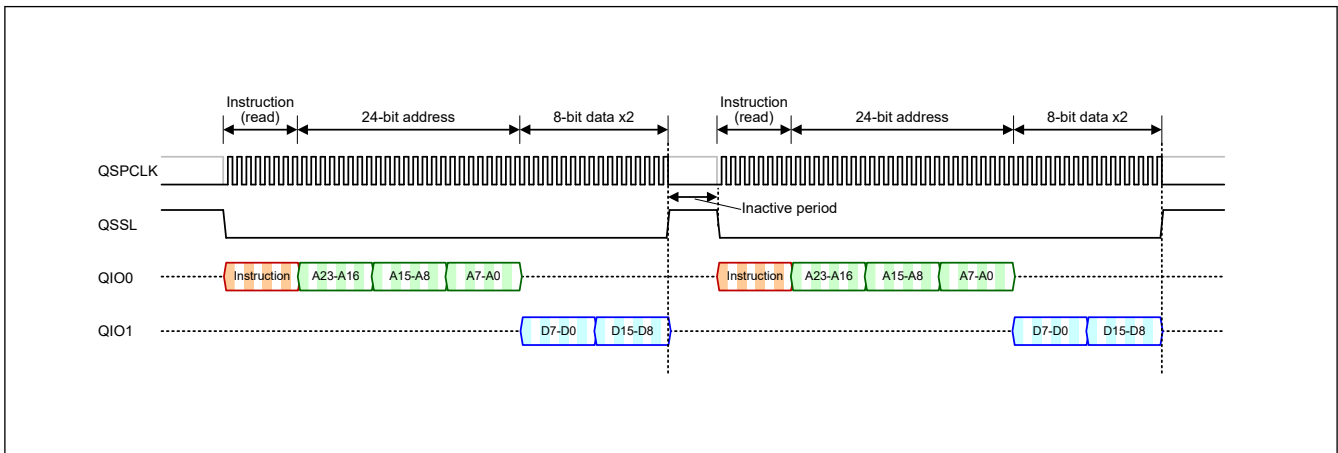 Instruction
(read)
24-bit address
8-bit data x2
Instruction
(read)
24-bit address
8-bit data x2
QSPCLK
Inactive period
QSSL
QIO0
Instruction
A23-A16
A15-A8
A7-A0
Instruction
A23-A16
A15-A8
A7-A0
QIO1
D7-D0
D15-D8
D7-D0
D15-D8